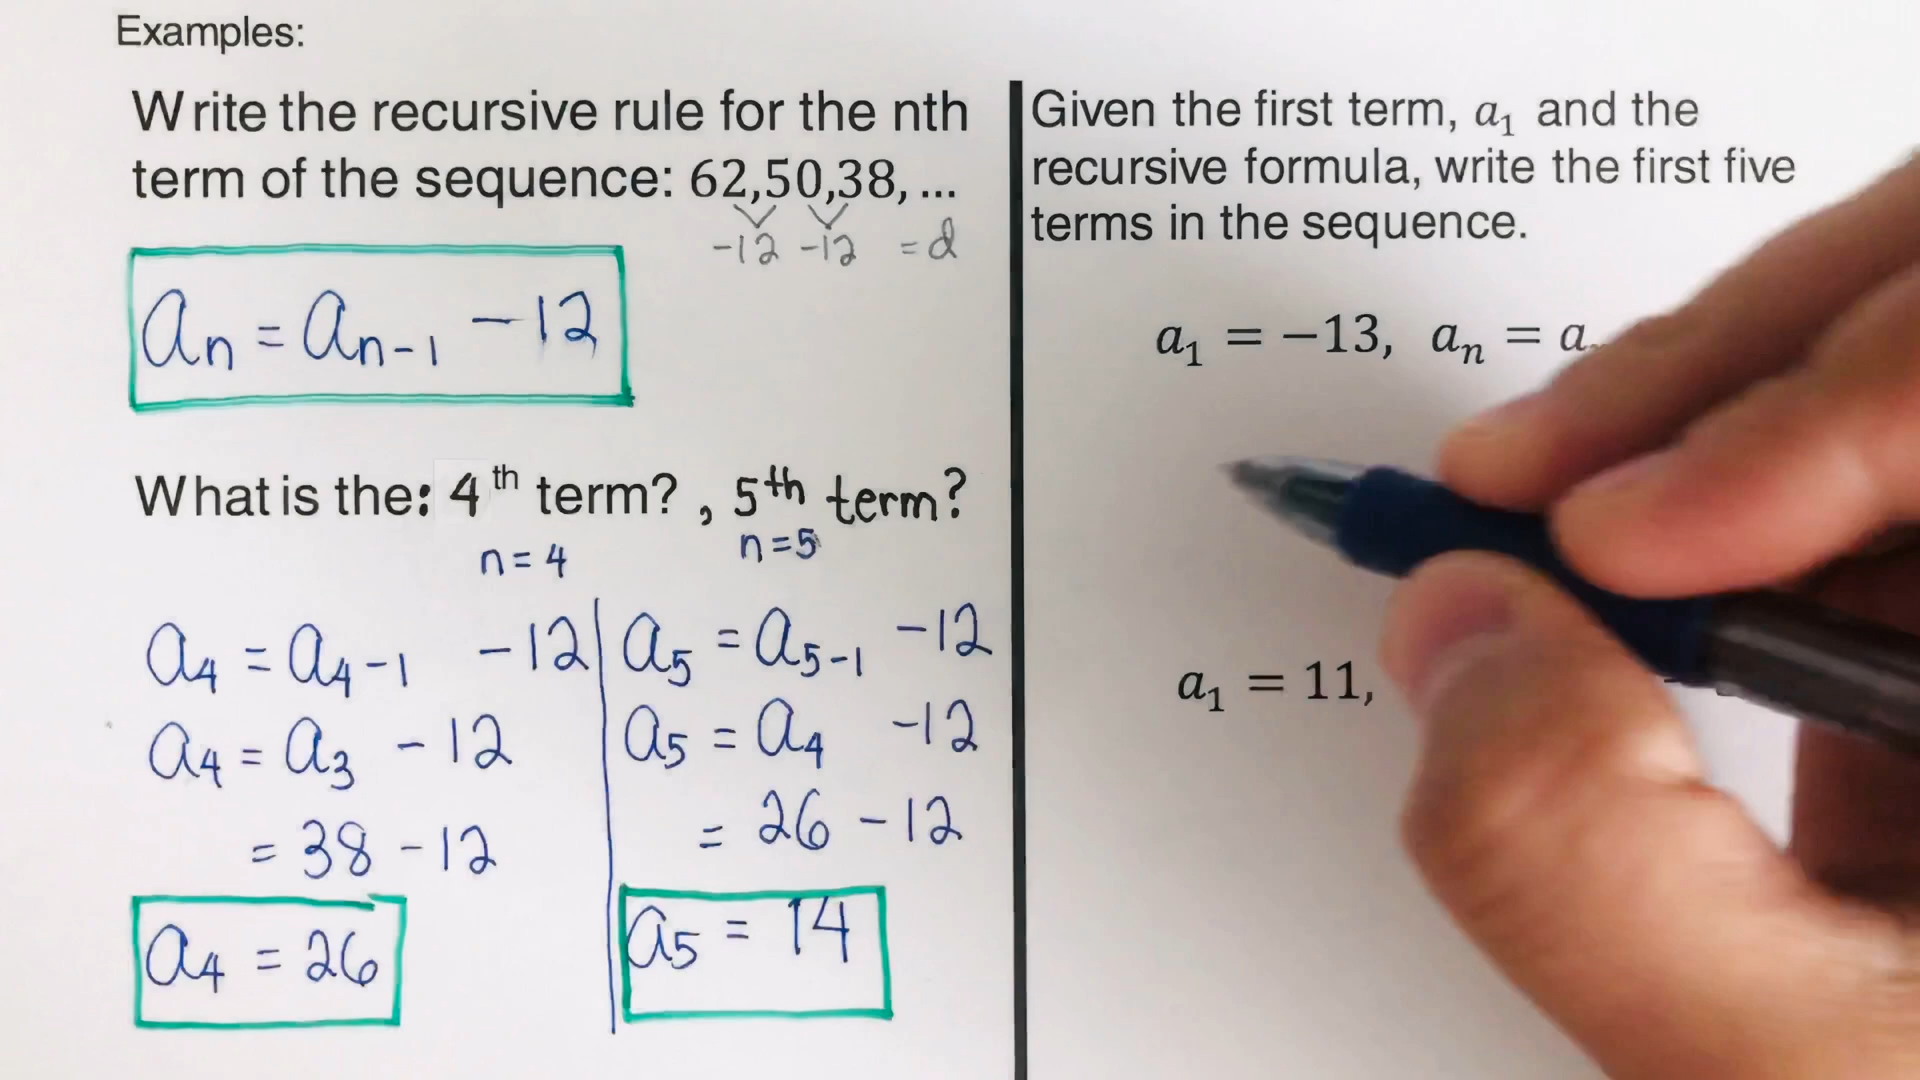 Examples:
Write the recursive rule for the nth
term of the sequence: 62,50,38, ...
-12 -12 = d
aₙ = aₙ₋₁ - 12
What is the: 4ᵗʰ term? , 5ᵗʰ term?
n = 4
n = 5
a₄ = a₄₋₁ - 12
a₄ = a₃ - 12
= 38 - 12
a₄ = 26
a₅ = a₅₋₁ - 12
a₅ = a₄ - 12
= 26 - 12
a₅ = 14
Given the first term, a₁ and the
recursive formula, write the first five
terms in the sequence.
a₁ = −13, aₙ = a
a₁ = 11,